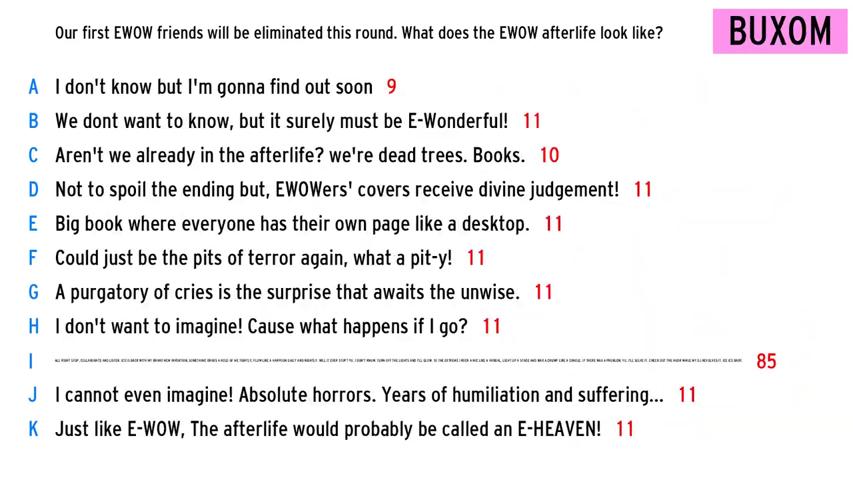 Our first EWOW friends will be eliminated this round. What does the EWOW afterlife look like?
BUXOM
A I don't know but I'm gonna find out soon 9
B We dont want to know, but it surely must be E-Wonderful! 11
C Aren't we already in the afterlife? we're dead trees. Books. 10
D Not to spoil the ending but, EWOWers' covers receive divine judgement! 11
E Big book where everyone has their own page like a desktop. 11
F Could just be the pits of terror again, what a pit-y! 11
G A purgatory of cries is the surprise that awaits the unwise. 11
H I don't want to imagine! Cause what happens if I go? 11
I 85
J I cannot even imagine! Absolute horrors. Years of humiliation and suffering... 11
K Just like E-WOW, The afterlife would probably be called an E-HEAVEN! 11